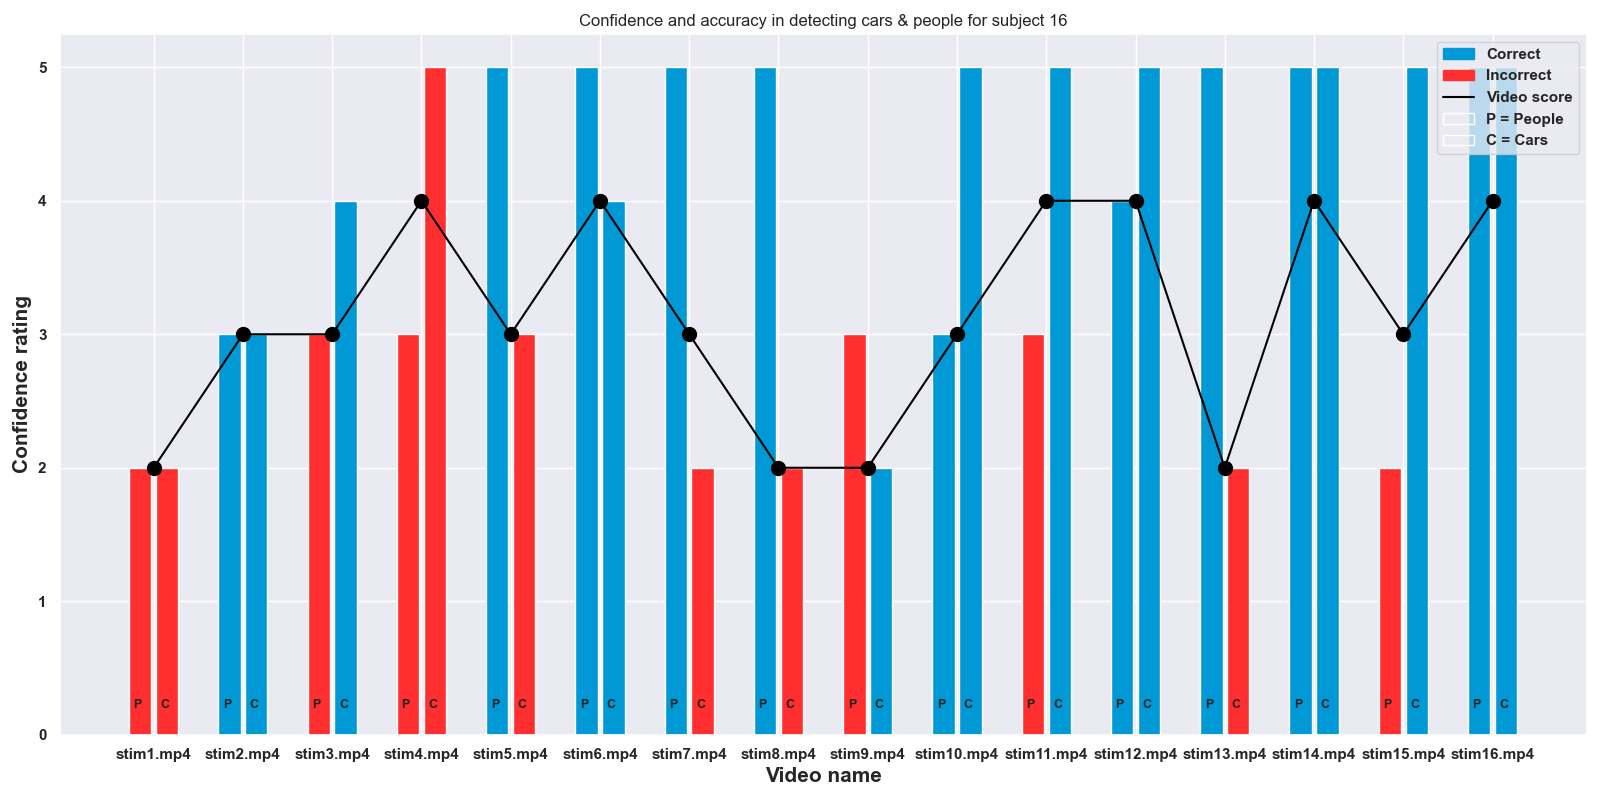 Confidence and accuracy in detecting cars & people for subject 16
Correct
Incorrect
Video score
P = People
C = Cars
Confidence rating
5
4
3
2
1
0
P C P C P C P C P C P C P C P C P C P C P C P C P C P C P C P C
stim1.mp4 stim2.mp4 stim3.mp4 stim4.mp4 stim5.mp4 stim6.mp4 stim7.mp4 stim8.mp4 stim9.mp4 stim10.mp4 stim11.mp4 stim12.mp4 stim13.mp4 stim14.mp4 stim15.mp4 stim16.mp4
Video name